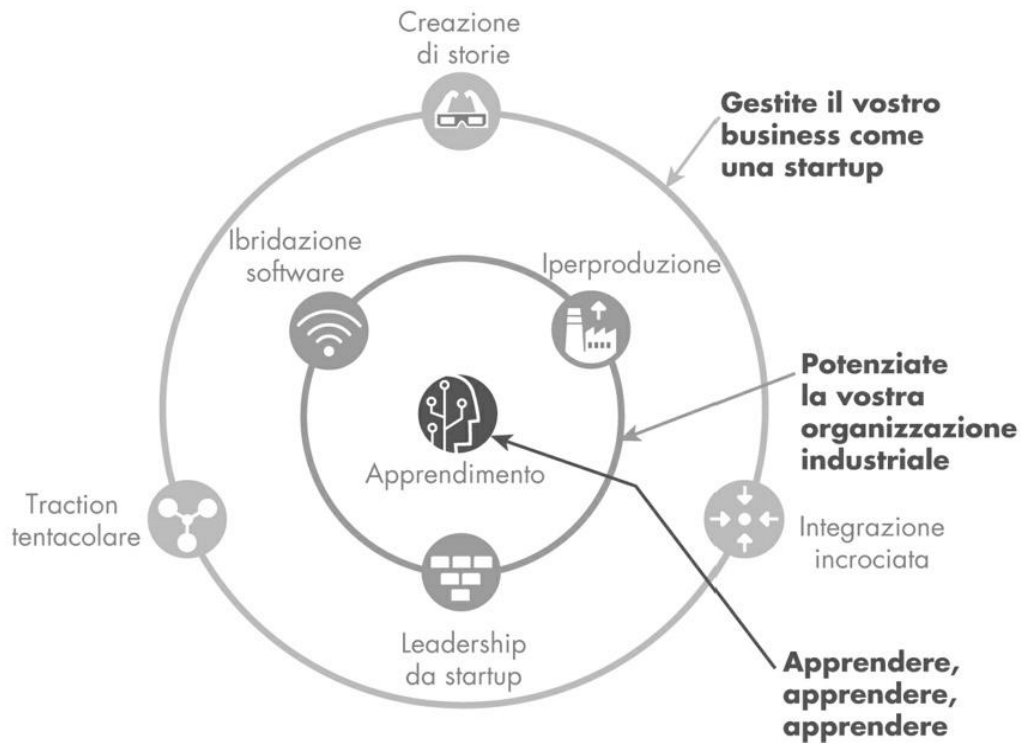 Creazione
di storie
Gestite il vostro
business come
una startup
Ibridazione
software
Iperproduzione
Potenziate
la vostra
organizzazione
industriale
Apprendimento
Traction
tentacolare
Integrazione
incrociata
Leadership
da startup
Apprendere,
apprendere,
apprendere